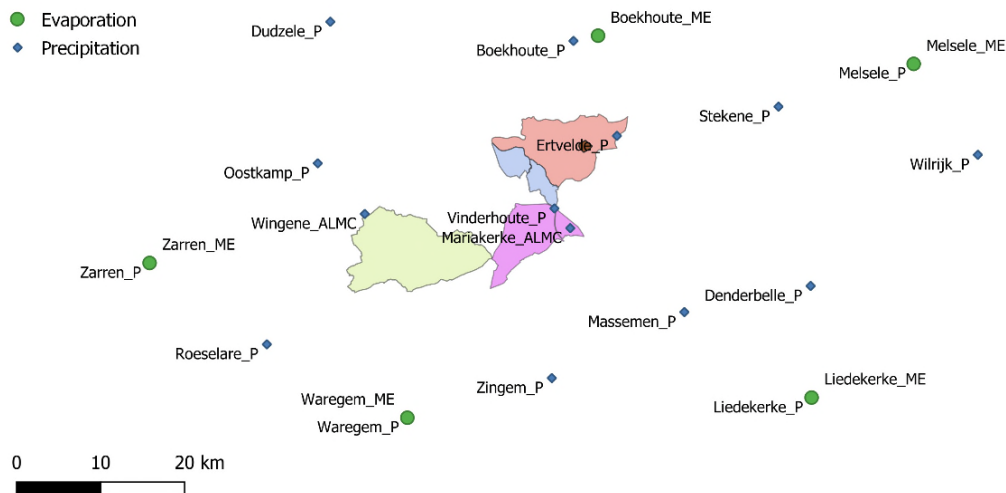 Evaporation
Precipitation
Dudzele_P
Boekhoute_ME
Boekhoute_P
Melsele_ME
Melsele_P
Stekene_P
Ertvelde_P
Wilrijk_P
Oostkamp_P
Wingene_ALMC
Vinderhoute_P
Mariakerke_ALMC
Zarren_ME
Zarren_P
Denderbelle_P
Massemen_P
Roeselare_P
Zingem_P
Liedekerke_ME
Liedekerke_P
Waregem_ME
Waregem_P
0 10 20 km